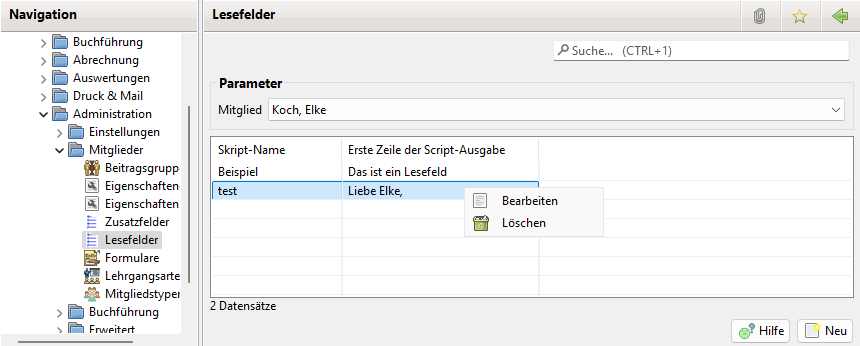 Navigation
Buchführung
Abrechnung
Auswertungen
Druck & Mail
Administration
Einstellungen
Mitglieder
Beitragsgrupp
Eigenschaften
Eigenschaften
Zusatzfelder
Lesefelder
Formulare
Lehrgangsarte
Mitgliedstypen
Buchführung
Erweitert
Lesefelder
Suche... (CTRL+1)
Parameter
Mitglied Koch, Elke
Skript-Name Erste Zeile der Script-Ausgabe
Beispiel Das ist ein Lesefeld
test Liebe Elke,
Bearbeiten
Löschen
2 Datensätze
Hilfe Neu